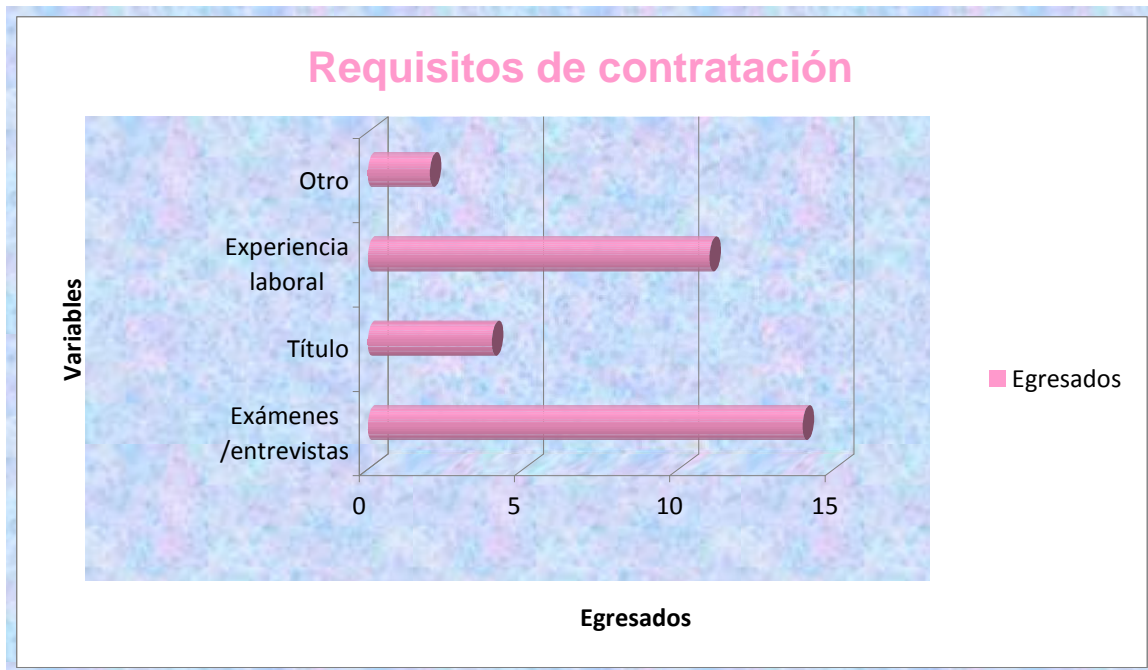 Requisitos de contratación
Variables
Otro
Experiencia
laboral
Título
Exámenes
/entrevistas
0 5 10 15
Egresados
Egresados